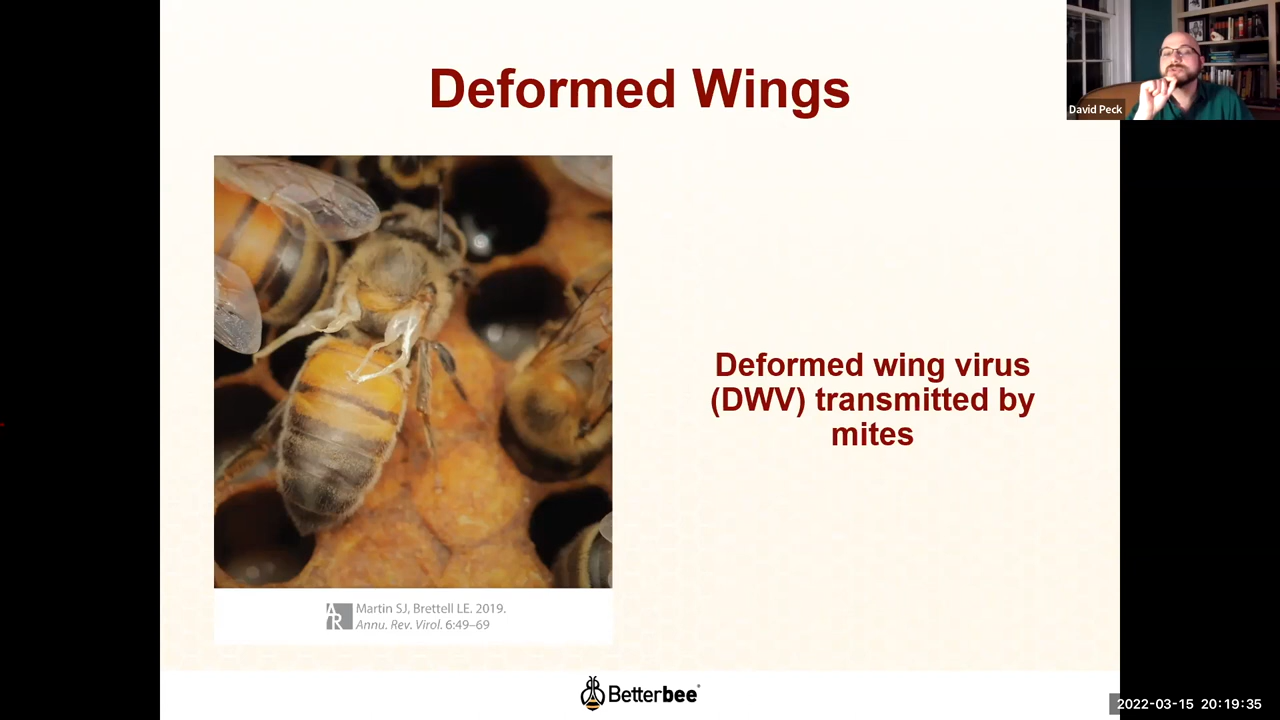 Deformed Wings
David Peck
Deformed wing virus
(DWV) transmitted by
mites
AR
Martin SJ, Brettell LE. 2019.
Annu. Rev. Virol. 6:49–69
Betterbee®
2022-03-15 20:19:35